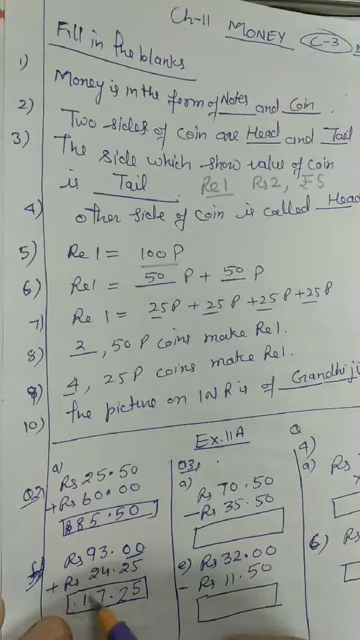 Ch-11 MONEY C-3
Fill in the blanks
1) Money is in the form of Notes and Coin.
2) Two sides of coin are Head and Tail
3) The side which show value of coin
is Tail. Re1 Rs2, ₹5
4) Other side of coin is called Head
5) Re 1 = 100 P
6) Re1 = 50 P + 50 P
7) Re 1 = 25P + 25P + 25P + 25P
8) 2, 50 P coins make Re1.
9) 4, 25P coins make Re1.
10) The picture on INR is of Grandhiji
Ex.11A
Q2) a) Rs 25.50
+ Rs 60.00
Rs 85.50
Rs 93.00
+ Rs 24.25
117.25
Q3) a) Rs 70.50
- Rs 35.50
e) Rs 32.00
- Rs 11.50
Q
4)
a) Rs
6) Rs